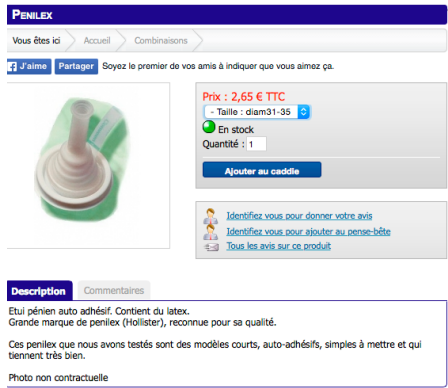 PENILEX
Vous êtes ici Accueil Combinaisons
J'aime Partager Soyez le premier de vos amis à indiquer que vous aimez ça.
Prix : 2,65 € TTC
- Taille : diam31-35
En stock
Quantité : 1
Ajouter au caddie
Identifiez vous pour donner votre avis
Identifiez vous pour ajouter au pense-bête
Tous les avis sur ce produit
Description Commentaires
Etui pénien auto adhésif. Contient du latex.
Grande marque de penilex (Hollister), reconnue pour sa qualité.
Ces penilex que nous avons testés sont des modèles courts, auto-adhésifs, simples à mettre et qui
tiennent très bien.
Photo non contractuelle